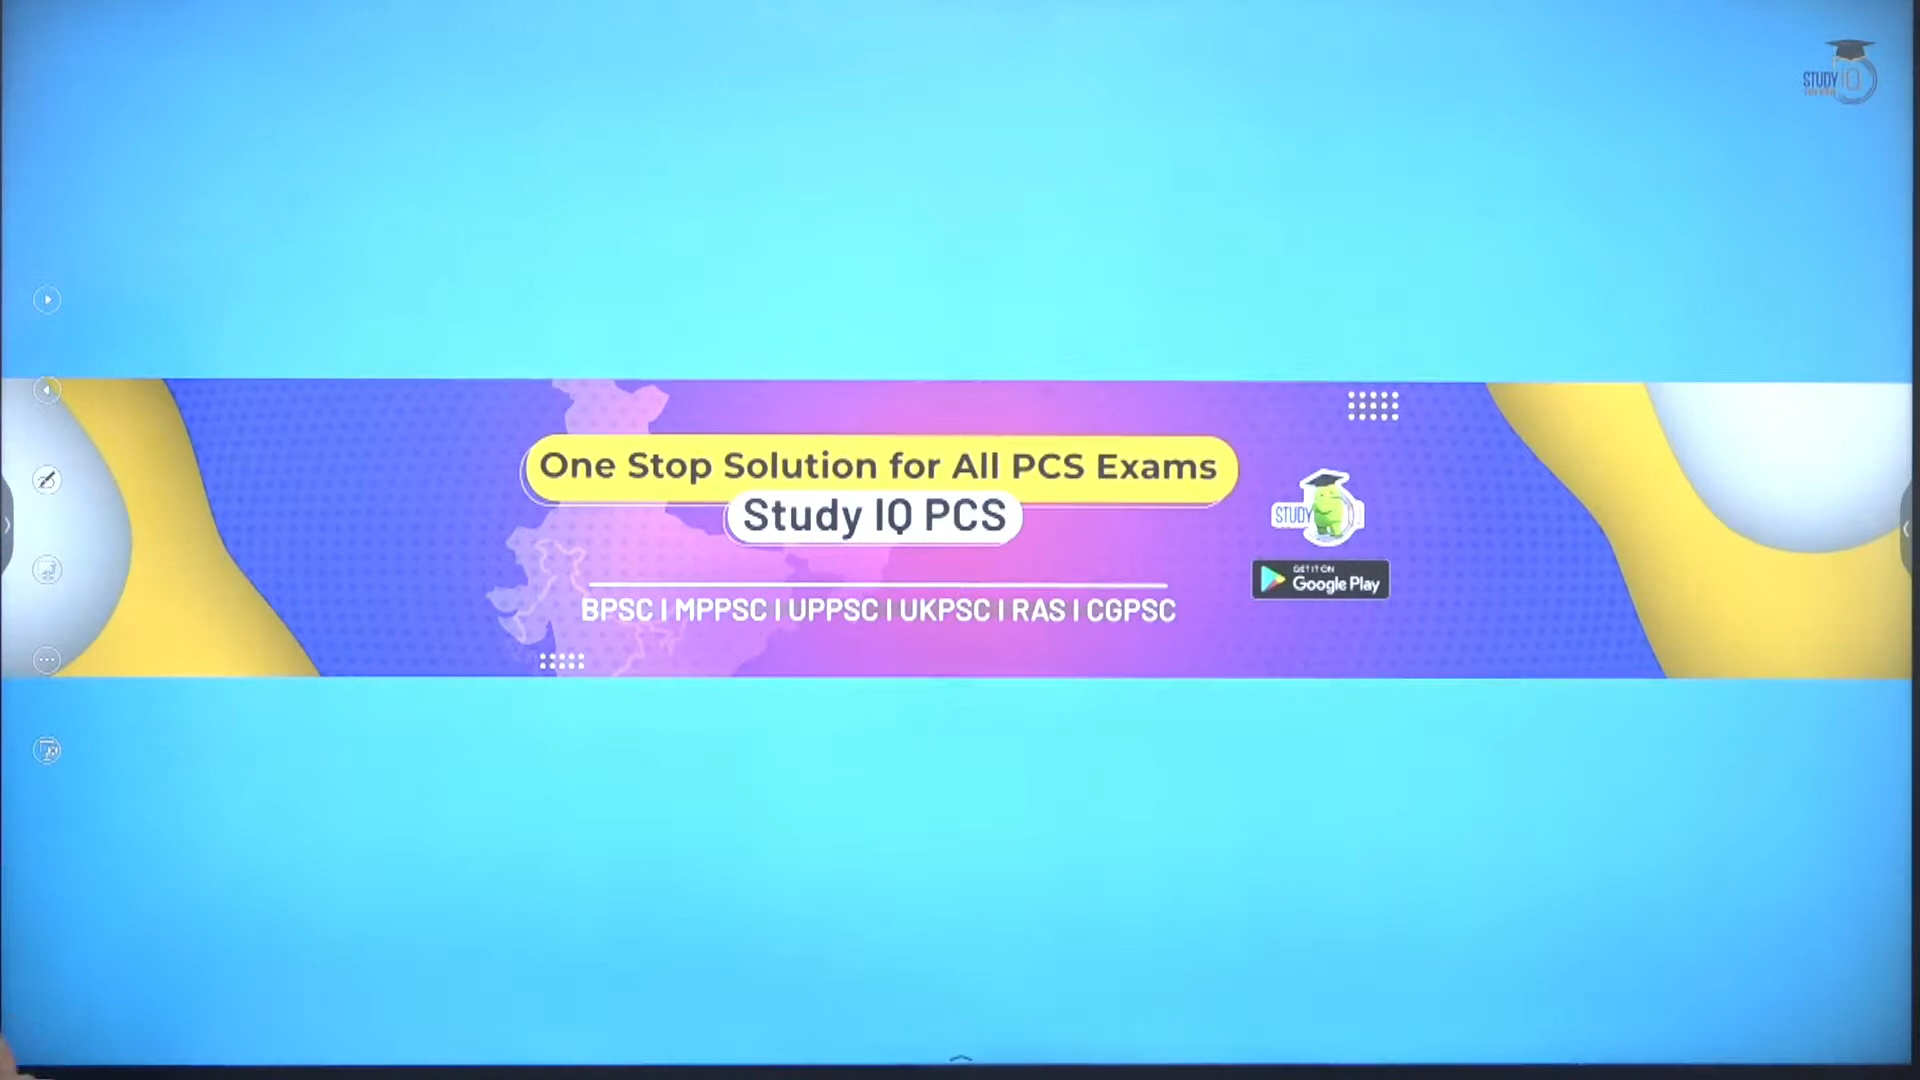 STUDY IQ
One Stop Solution for All PCS Exams
Study IQ PCS
STUDY
GET IT ON
Google Play
BPSC | MPPSC | UPPSC | UKPSC | RAS | CGPSC